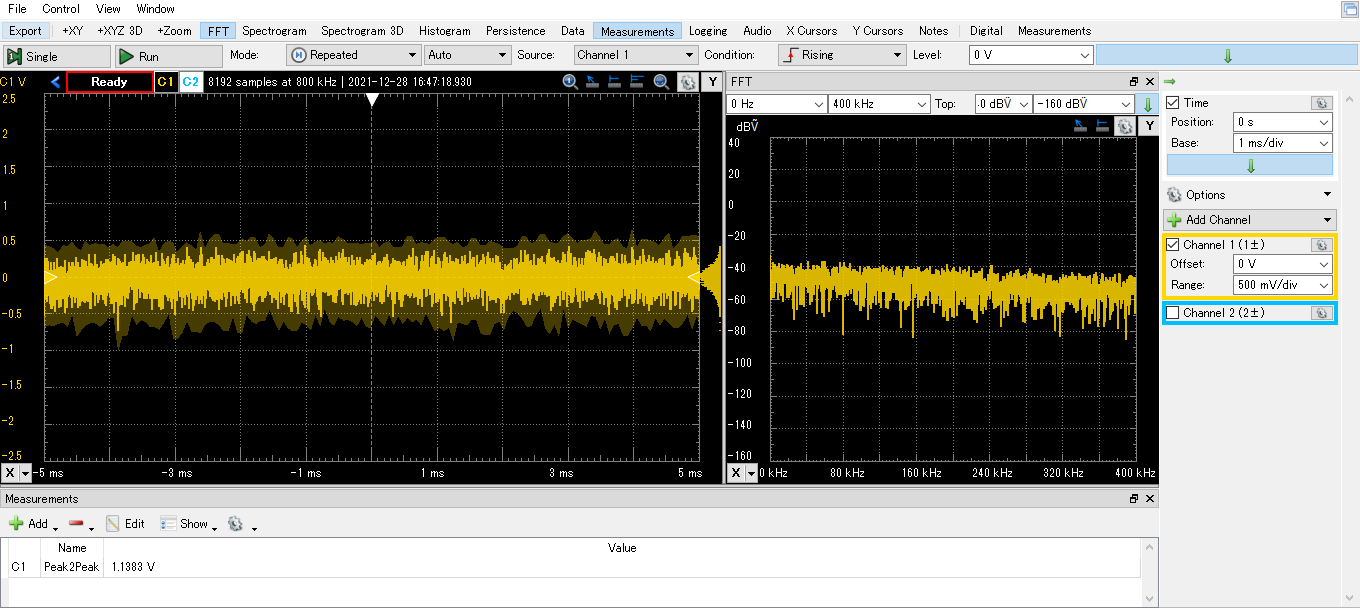 File Control View Window
Export +XY +XYZ 3D +Zoom FFT Spectrogram Spectrogram 3D Histogram Persistence Data Measurements Logging Audio X Cursors Y Cursors Notes Digital Measurements
Single Run Mode: Repeated Auto Source: Channel 1 Condition: Rising Level: 0 V
C1 V Ready C1 C2 8192 samples at 800 kHz | 2021-12-28 16:47:18.930 Y
2.5
2
1.5
1
0.5
0
-0.5
-1
-1.5
-2
-2.5
X -5 ms -3 ms -1 ms 1 ms 3 ms 5 ms
FFT
0 Hz 400 kHz Top: .0 dBṼ -160 dBṼ
dBṼ Y
40
20
0
-20
-40
-60
-80
-100
-120
-140
-160
X 0 kHz 80 kHz 160 kHz 240 kHz 320 kHz 400 kHz
Time
Position: 0 s
Base: 1 ms/div
Options
Add Channel
Channel 1 (1±)
Offset: 0 V
Range: 500 mV/div
Channel 2 (2±)
Measurements
Add Edit Show
Name Value
C1 Peak2Peak 1.1383 V